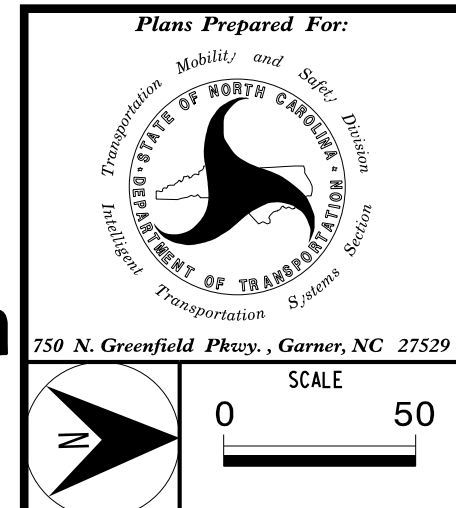 Plans Prepared For:
Transportation Mobility and Safety Division
STATE OF NORTH CAROLINA
DEPARTMENT OF TRANSPORTATION
Intelligent Transportation Systems Section
750 N. Greenfield Pkwy. , Garner, NC 27529
N
SCALE
0 50